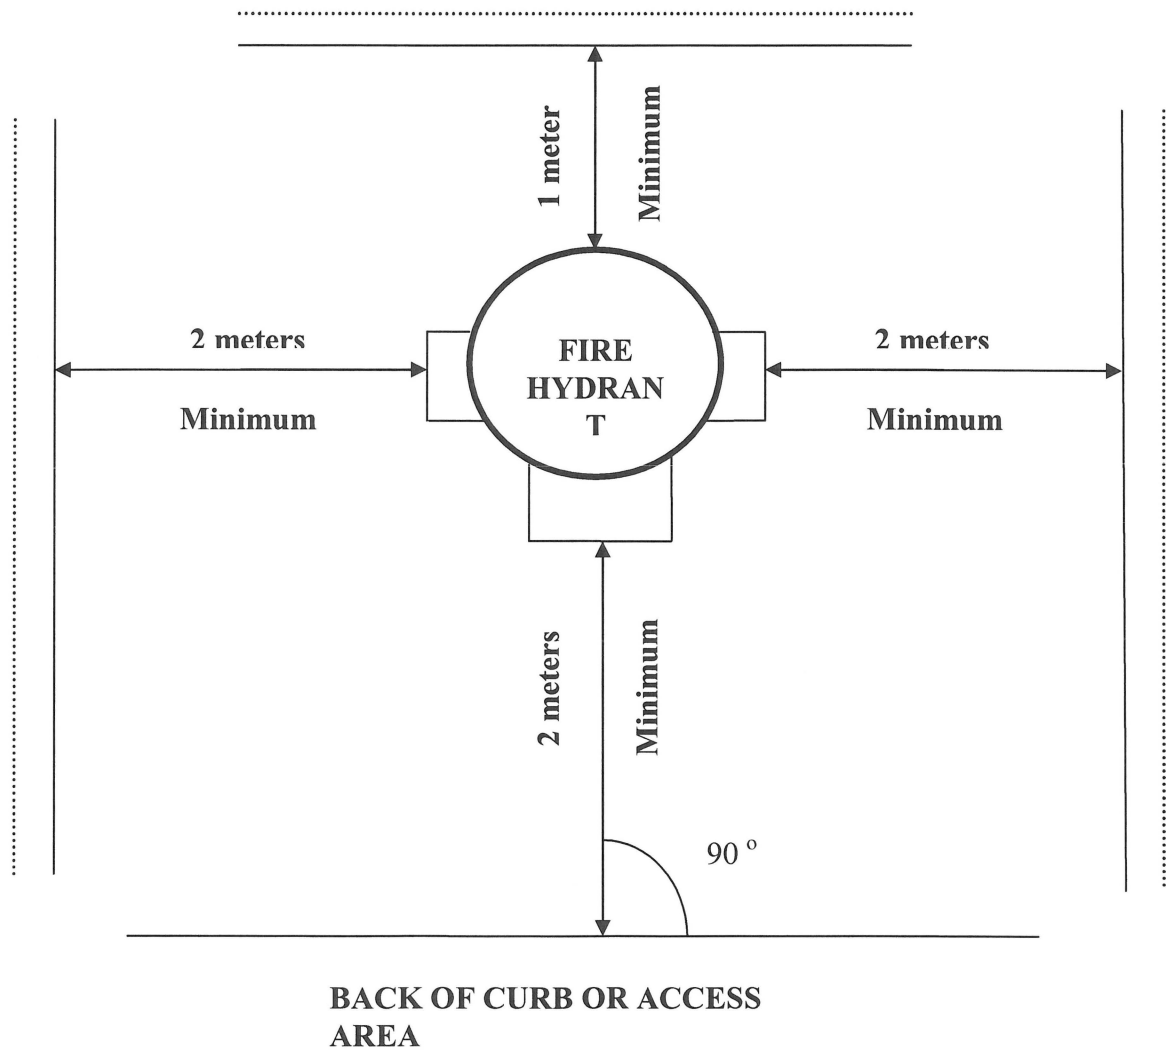 1 meter
Minimum
2 meters
Minimum
FIRE
HYDRAN
T
2 meters
Minimum
2 meters
Minimum
90 °
BACK OF CURB OR ACCESS
AREA